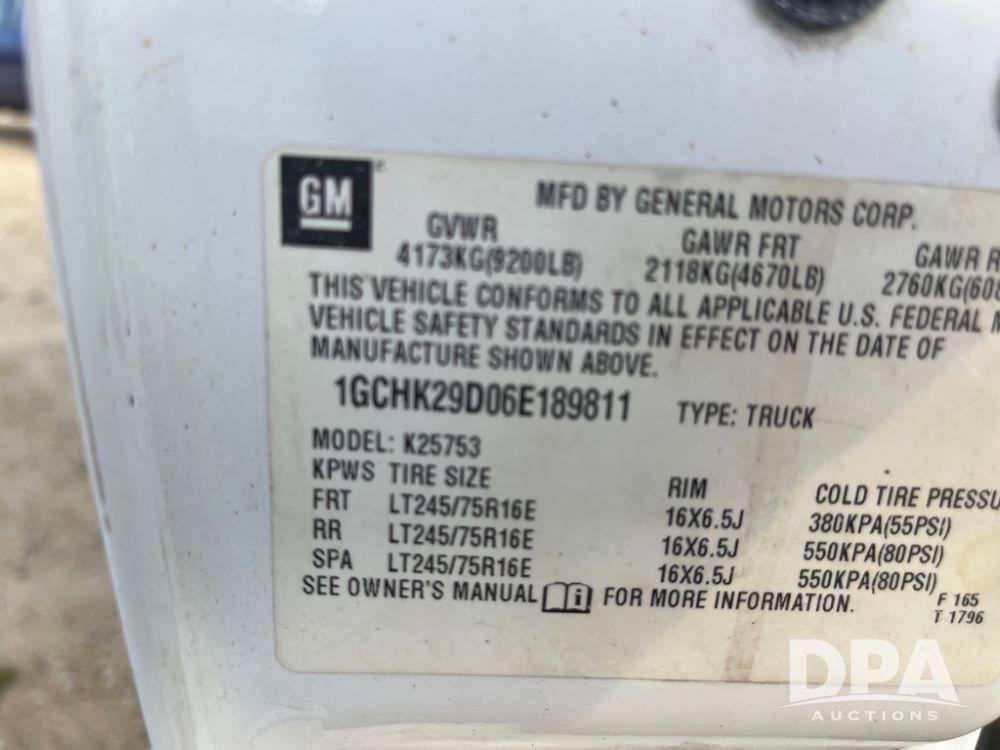 GM
MFD BY GENERAL MOTORS CORP.
GVWR GAWR FRT GAWR R
4173KG(9200LB) 2118KG(4670LB) 2760KG(608
THIS VEHICLE CONFORMS TO ALL APPLICABLE U.S. FEDERAL M
VEHICLE SAFETY STANDARDS IN EFFECT ON THE DATE OF
MANUFACTURE SHOWN ABOVE.
1GCHK29D06E189811 TYPE: TRUCK
MODEL: K25753
KPWS TIRE SIZE RIM COLD TIRE PRESSU
FRT LT245/75R16E 16X6.5J 380KPA(55PSI)
RR LT245/75R16E 16X6.5J 550KPA(80PSI)
SPA LT245/75R16E 16X6.5J 550KPA(80PSI)
SEE OWNER'S MANUAL i FOR MORE INFORMATION.
F 165
T 1796
DPA
AUCTIONS